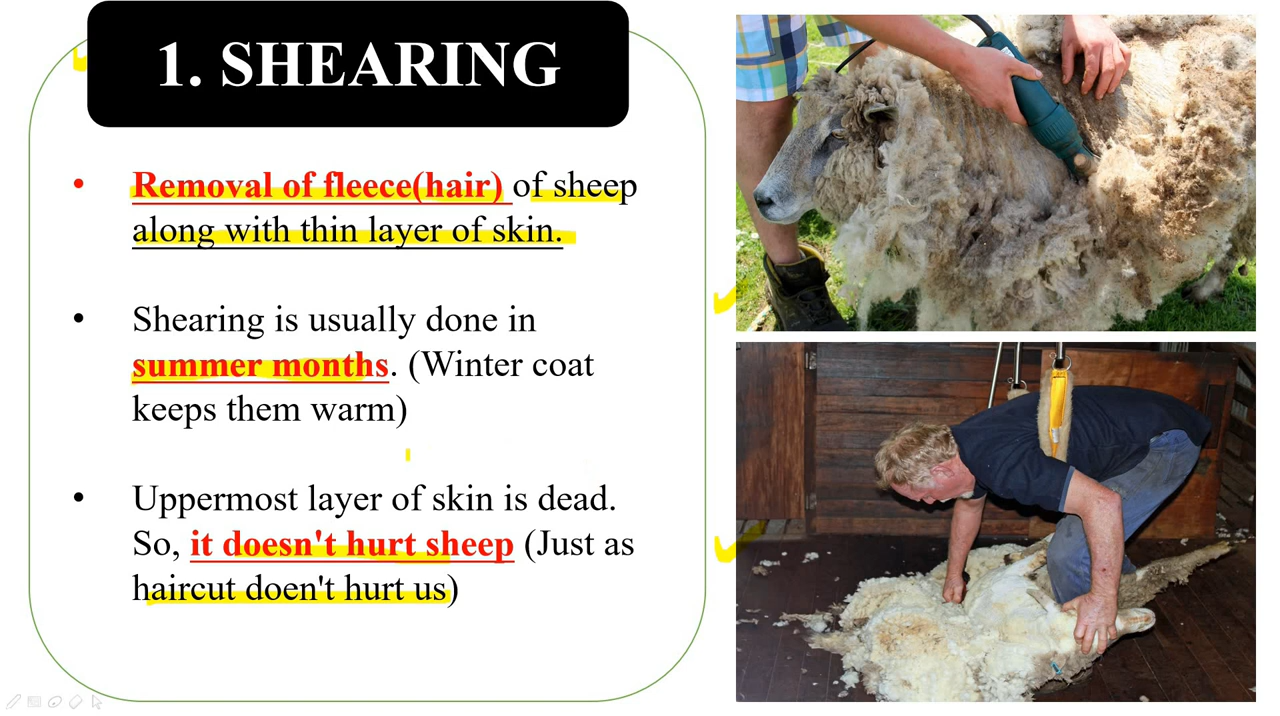 1. SHEARING
• Removal of fleece(hair) of sheep
along with thin layer of skin.
• Shearing is usually done in
summer months. (Winter coat
keeps them warm)
• Uppermost layer of skin is dead.
So, it doesn't hurt sheep (Just as
haircut doen't hurt us)